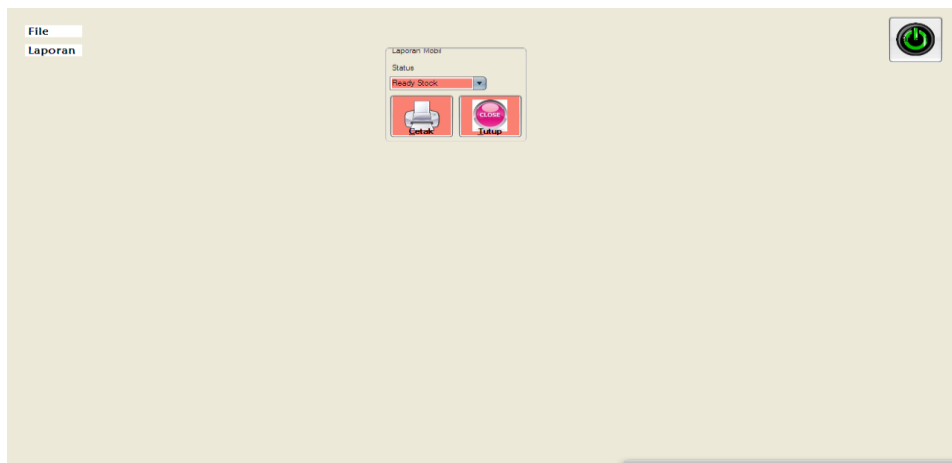 File
Laporan
Laporan Mobil
Status
Ready Stock
CLOSE
Cetak Tutup